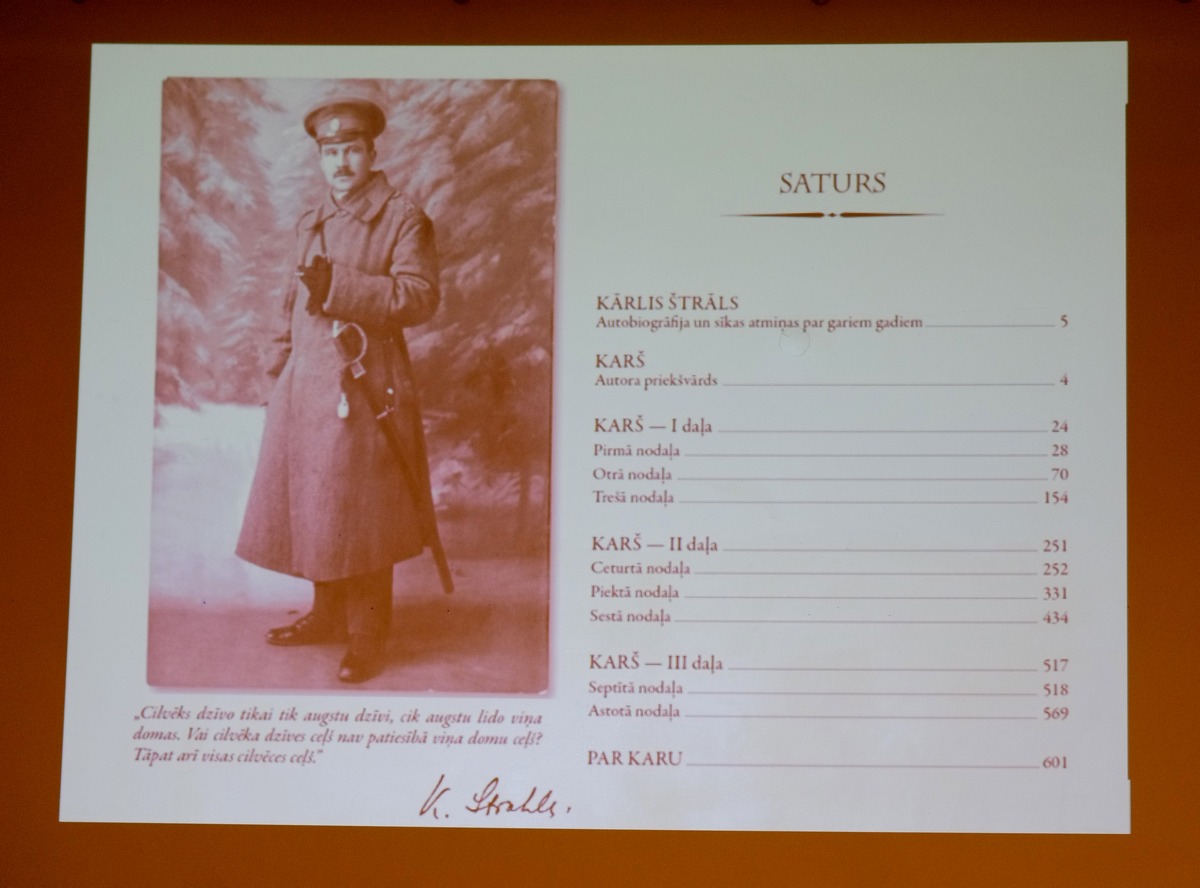 SATURS
KĀRLIS ŠTRĀLS
Autobiogrāfija un sīkas atmiņas par gariem gadiem 5
KARŠ
Autora priekšvārds 4
KARŠ — I daļa 24
Pirmā nodaļa 28
Otrā nodaļa 70
Trešā nodaļa 154
KARŠ — II daļa 251
Ceturtā nodaļa 252
Piektā nodaļa 331
Sestā nodaļa 434
KARŠ — III daļa 517
Septītā nodaļa 518
Astotā nodaļa 569
PAR KARU 601
„Cilvēks dzīvo tikai tik augstu dzīvi, cik augstu lido viņa
domas. Vai cilvēka dzīves ceļš nav patiesībā viņa domu ceļš?
Tāpat arī visas cilvēces ceļš.”
K. Strahls.